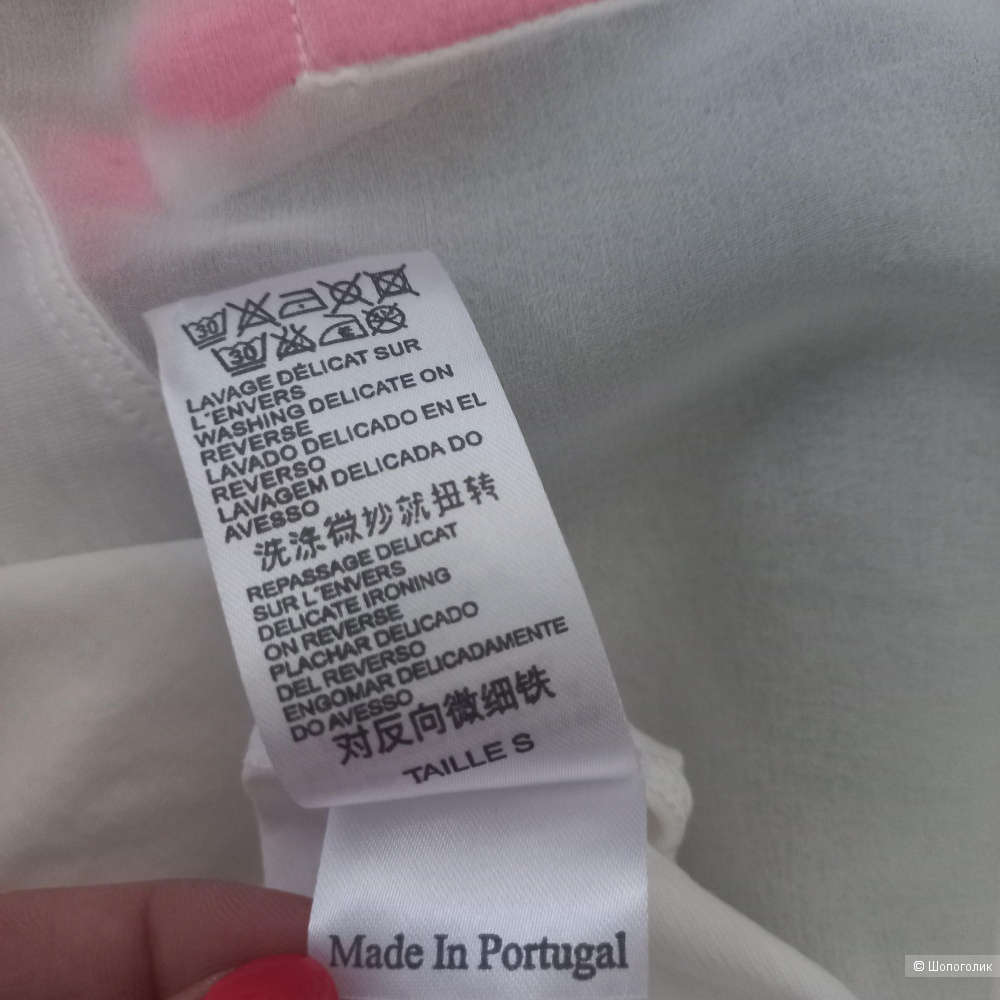 30
30
LAVAGE DÉLICAT SUR
L'ENVERS
WASHING DELICATE ON
REVERSE
LAVADO DELICADO EN EL
REVERSO
LAVAGEM DELICADA DO
AVESSO
洗涤微妙就扭转
REPASSAGE DELICAT
SUR L'ENVERS
DELICATE IRONING
ON REVERSE
PLACHAR DELICADO
DEL REVERSO
ENGOMAR DELICADAMENTE
DO AVESSO
对反向微细铁
TAILLE S
Made In Portugal
© Шопоголик